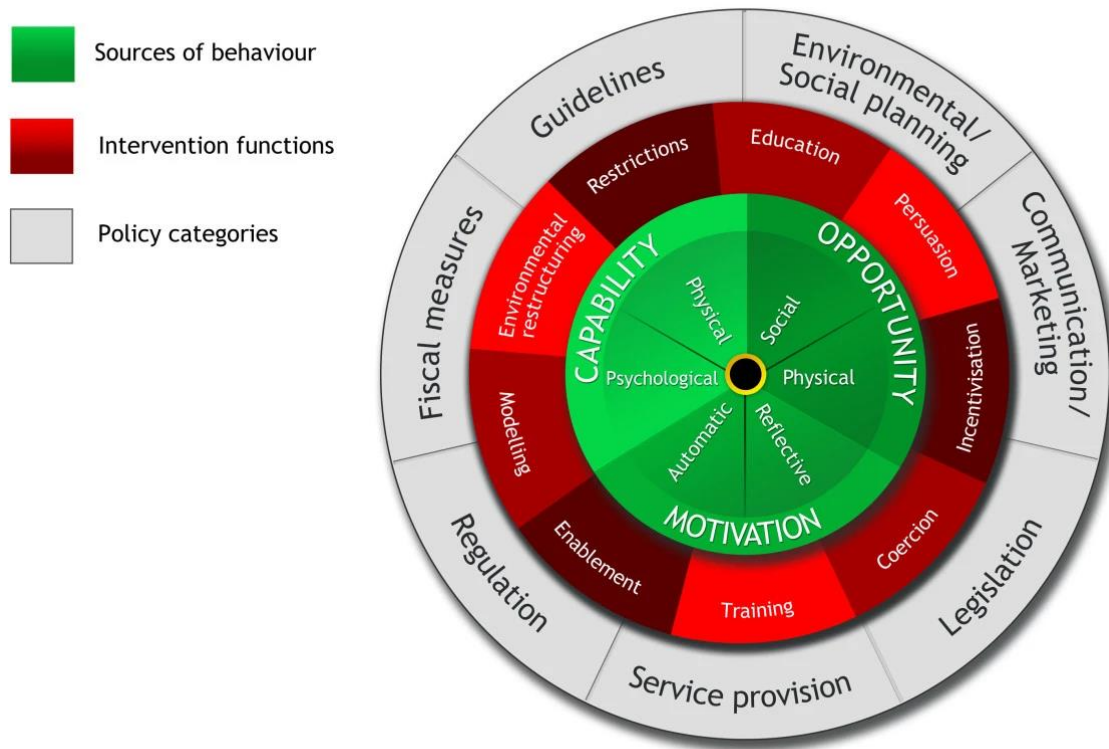 Sources of behaviour
Intervention functions
Policy categories
Guidelines
Environmental/
Social planning
Communication/
Marketing
Legislation
Service provision
Regulation
Fiscal measures
Restrictions
Education
Persuasion
Incentivisation
Coercion
Training
Enablement
Modelling
Environmental
restructuring
CAPABILITY
OPPORTUNITY
MOTIVATION
Physical
Social
Physical
Reflective
Automatic
Psychological